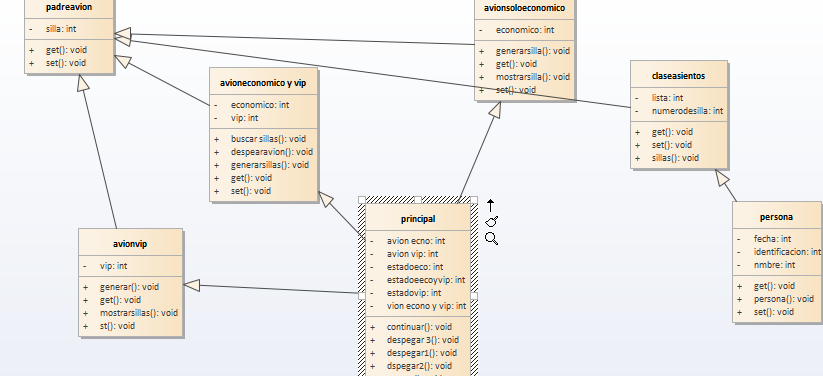 padreavion
- silla: int
+ get(): void
+ set(): void
avionsoloeconomico
- economico: int
+ generarsilla(): void
+ get(): void
+ mostrarsilla(): void
+ set(): void
avioneconomico y vip
- economico: int
- vip: int
+ buscar sillas(): void
+ despearavion(): void
+ generarsillas(): void
+ get(): void
+ set(): void
claseasientos
- lista: int
- numerodesilla: int
+ get(): void
+ set(): void
+ sillas(): void
avionvip
- vip: int
+ generar(): void
+ get(): void
+ mostrarsillas(): void
+ st(): void
principal
- avion ecno: int
- avion vip: int
- estadoeco: int
- estadoeecoyvip: int
- estadovip: int
- vion econo y vip: int
+ continuar(): void
+ despegar 3(): void
+ despegar1(): void
+ dspegar2(): void
persona
- fecha: int
- identificacion: int
- nmbre: int
+ get(): void
+ persona(): void
+ set(): void